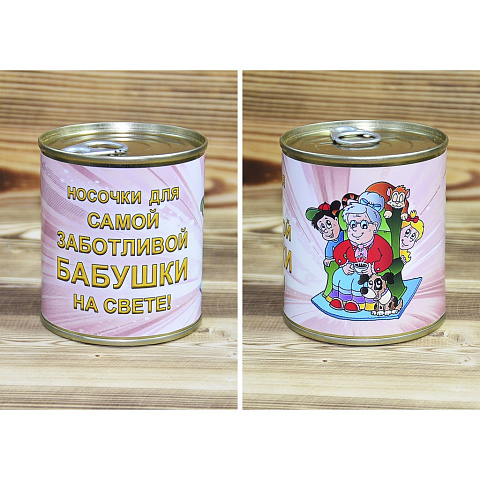 НОСОЧКИ ДЛЯ
САМОЙ
ЗАБОТЛИВОЙ
БАБУШКИ
НА СВЕТЕ!